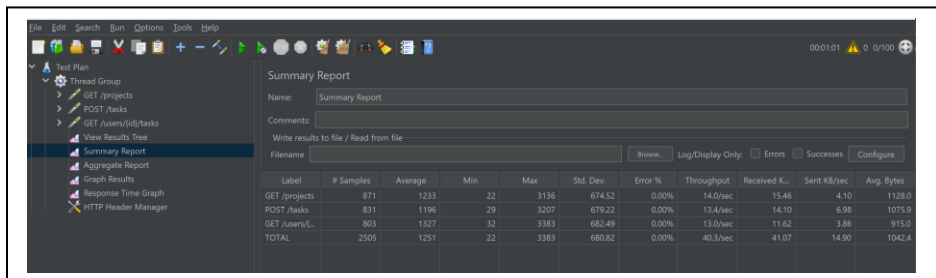 File Edit Search Run Options Tools Help
00:01:01 0 0/100
Test Plan
Thread Group
GET /projects
POST /tasks
GET /users/{id}/tasks
View Results Tree
Summary Report
Aggregate Report
Graph Results
Response Time Graph
HTTP Header Manager
Summary Report
Name: Summary Report
Comments:
Write results to file / Read from file
Filename Browse... Log/Display Only: Errors Successes Configure
Label # Samples Average Min Max Std. Dev. Error % Throughput Received K... Sent KB/sec Avg. Bytes
GET /projects 871 1233 22 3136 674.52 0.00% 14.0/sec 15.46 4.10 1128.0
POST /tasks 831 1196 29 3207 679.22 0.00% 13.4/sec 14.10 6.98 1075.9
GET /users/{... 803 1327 32 3383 682.49 0.00% 13.0/sec 11.62 3.86 915.0
TOTAL 2505 1251 22 3383 680.82 0.00% 40.3/sec 41.07 14.90 1042.4